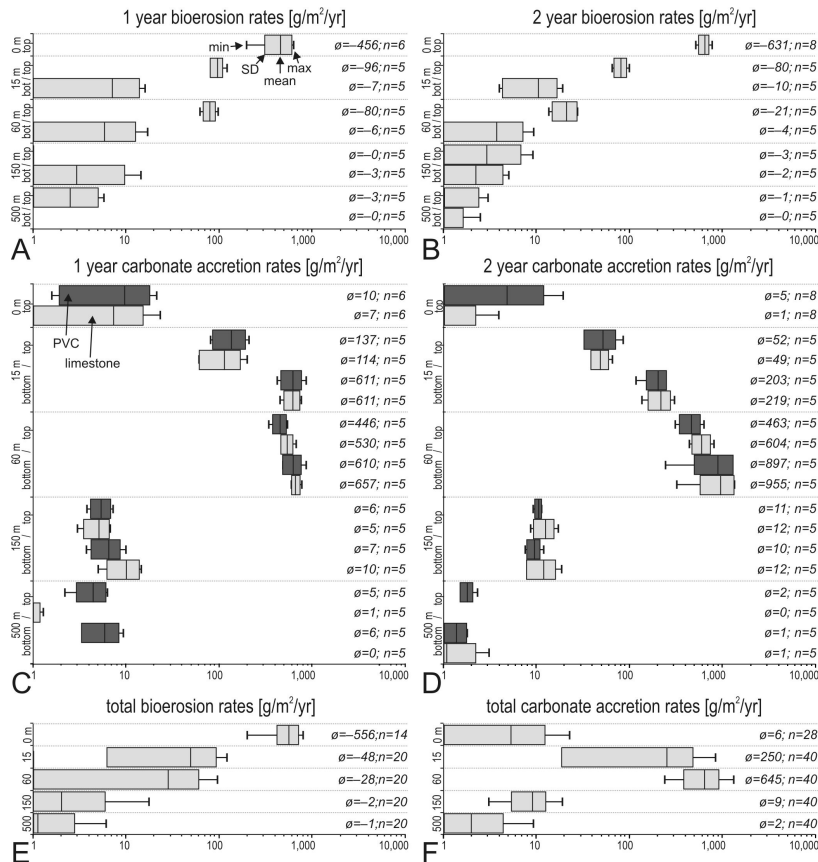 1 year bioerosion rates [g/m²/yr]
0 m
top
min
SD
mean
max
ø=–456; n=6
15 m
bot / top
ø=–96;n=5
ø=–7;n=5
60 m
bot / top
ø=–80;n=5
ø=–6;n=5
150 m
bot / top
ø=–0;n=5
ø=–3;n=5
500 m
bot / top
ø=–3;n=5
ø=–0;n=5
A
1 10 100 1,000 10,000
2 year bioerosion rates [g/m²/yr]
0 m
top
ø=–631; n=8
15 m
bot / top
ø=–80;n=5
ø=–10;n=5
60 m
bot / top
ø=–21;n=5
ø=–4;n=5
150 m
bot / top
ø=–3;n=5
ø=–2;n=5
500 m
bot / top
ø=–1;n=5
ø=–0;n=5
B
1 10 100 1,000 10,000
1 year carbonate accretion rates [g/m²/yr]
0 m
top
PVC
limestone
ø=10; n=6
ø=7; n=6
15 m
bottom / top
ø=137; n=5
ø=114; n=5
ø=611; n=5
ø=611; n=5
60 m
bottom / top
ø=446; n=5
ø=530; n=5
ø=610; n=5
ø=657; n=5
150 m
bottom / top
ø=6; n=5
ø=5; n=5
ø=7; n=5
ø=10; n=5
500 m
bottom / top
ø=5; n=5
ø=1; n=5
ø=6; n=5
ø=0; n=5
C
1 10 100 1,000 10,000
2 year carbonate accretion rates [g/m²/yr]
0 m
top
ø=5; n=8
ø=1; n=8
15 m
bottom / top
ø=52; n=5
ø=49; n=5
ø=203; n=5
ø=219; n=5
60 m
bottom / top
ø=463; n=5
ø=604; n=5
ø=897; n=5
ø=955; n=5
150 m
bottom / top
ø=11; n=5
ø=12; n=5
ø=10; n=5
ø=12; n=5
500 m
bottom / top
ø=2; n=5
ø=0; n=5
ø=1; n=5
ø=1; n=5
D
1 10 100 1,000 10,000
total bioerosion rates [g/m²/yr]
0 m
ø=–556;n=14
15
ø=–48;n=20
60
ø=–28;n=20
150
ø=–2;n=20
500
ø=–1;n=20
E
1 10 100 1,000 10,000
total carbonate accretion rates [g/m²/yr]
0 m
ø=6; n=28
15
ø=250; n=40
60
ø=645; n=40
150
ø=9; n=40
500
ø=2; n=40
F
1 10 100 1,000 10,000